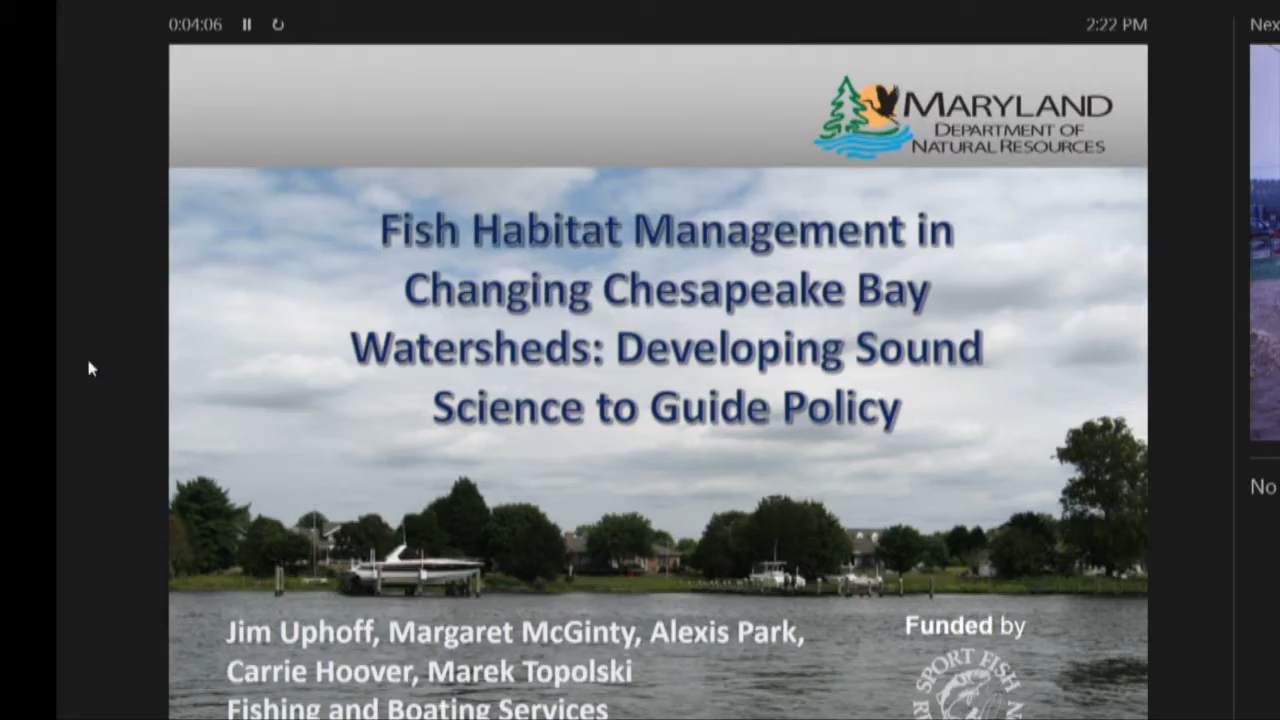 0:04:06
2:22 PM
MARYLAND
DEPARTMENT OF
NATURAL RESOURCES
Fish Habitat Management in
Changing Chesapeake Bay
Watersheds: Developing Sound
Science to Guide Policy
Jim Uphoff, Margaret McGinty, Alexis Park,
Carrie Hoover, Marek Topolski
Fishing and Boating Services
Funded by
SPORT FISH
Nex
No